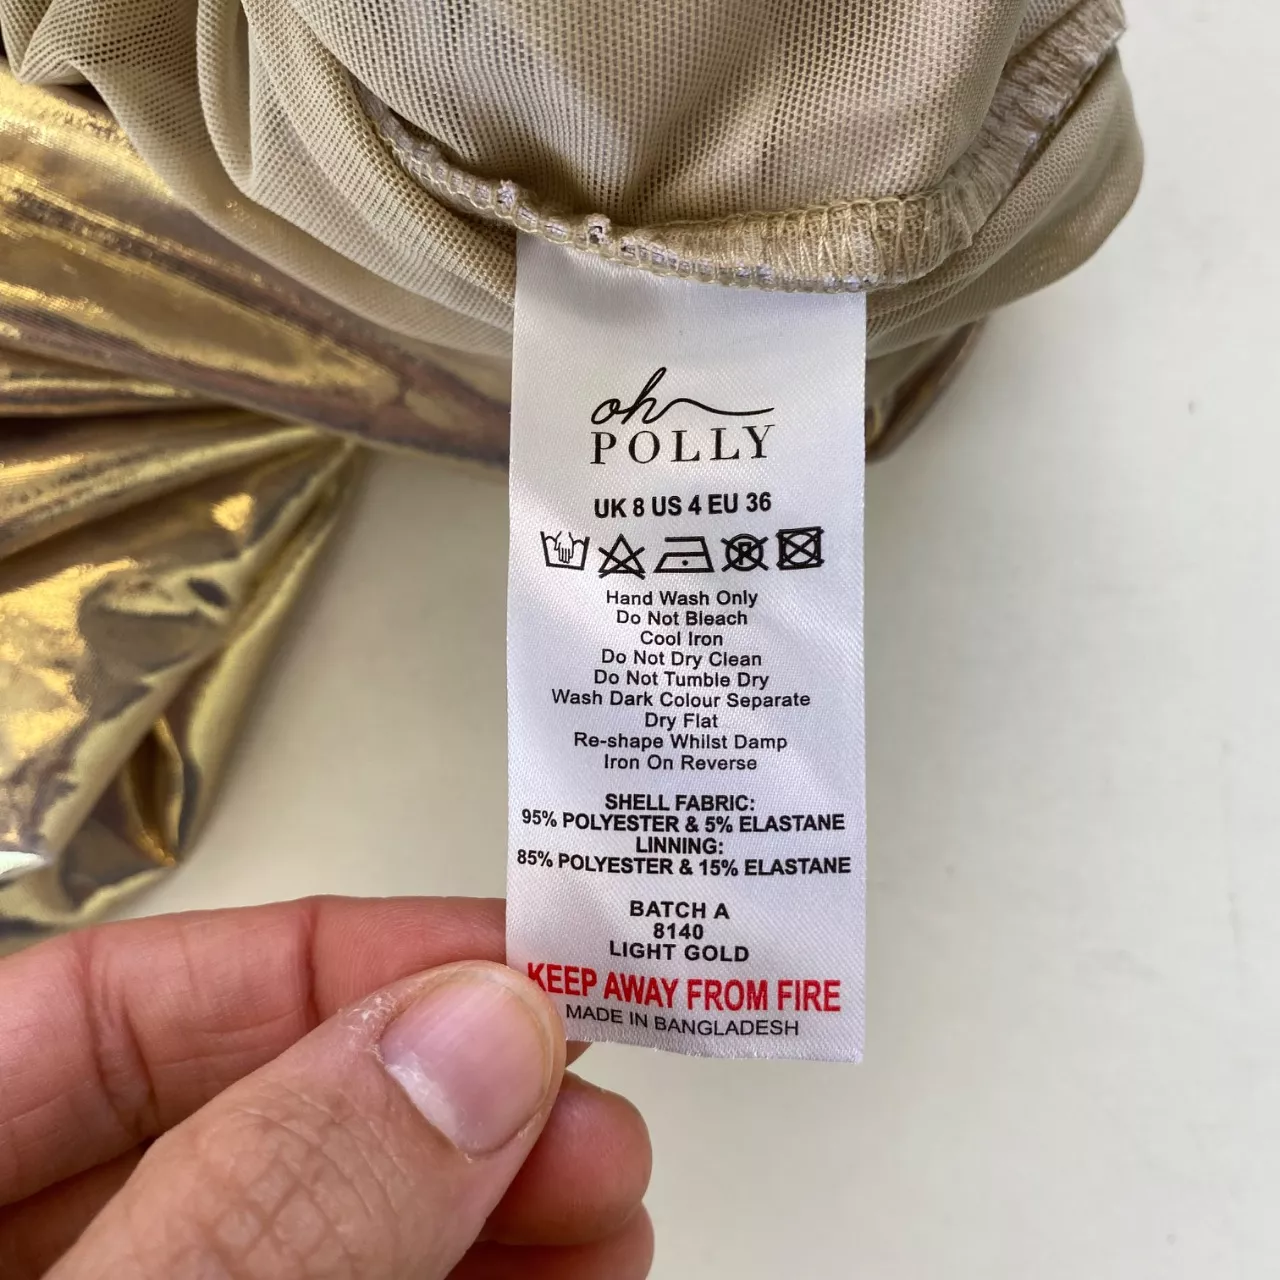 oh
POLLY
UK 8 US 4 EU 36
Hand Wash Only
Do Not Bleach
Cool Iron
Do Not Dry Clean
Do Not Tumble Dry
Wash Dark Colour Separate
Dry Flat
Re-shape Whilst Damp
Iron On Reverse
SHELL FABRIC:
95% POLYESTER & 5% ELASTANE
LINNING:
85% POLYESTER & 15% ELASTANE
BATCH A
8140
LIGHT GOLD
KEEP AWAY FROM FIRE
MADE IN BANGLADESH